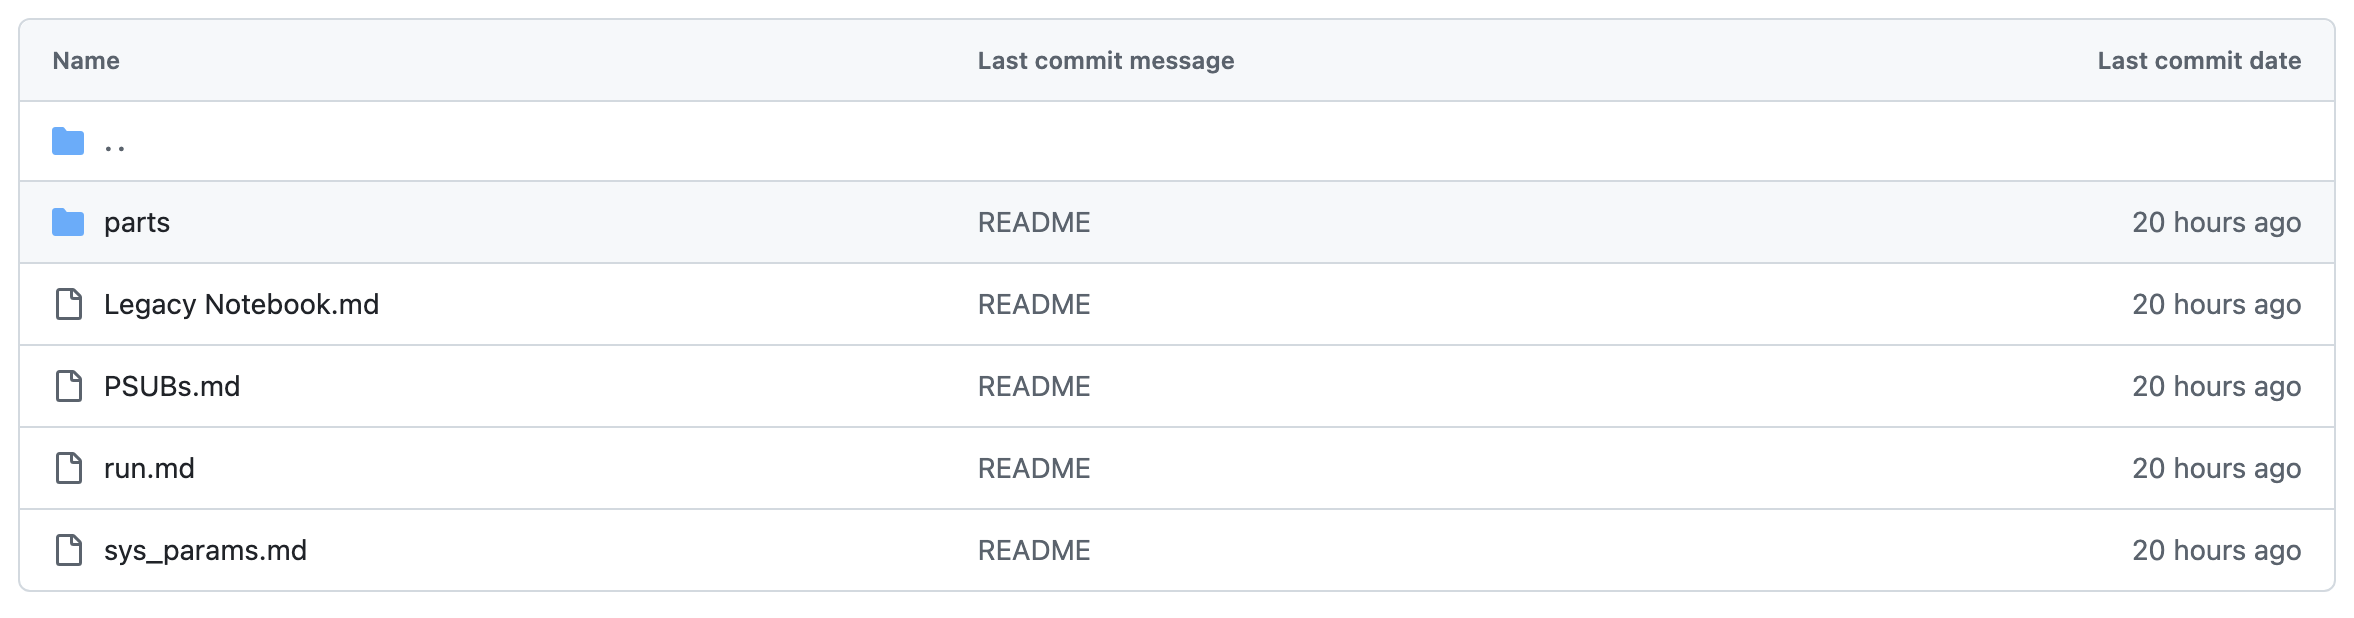 Name Last commit message Last commit date
..
parts README 20 hours ago
Legacy Notebook.md README 20 hours ago
PSUBs.md README 20 hours ago
run.md README 20 hours ago
sys_params.md README 20 hours ago